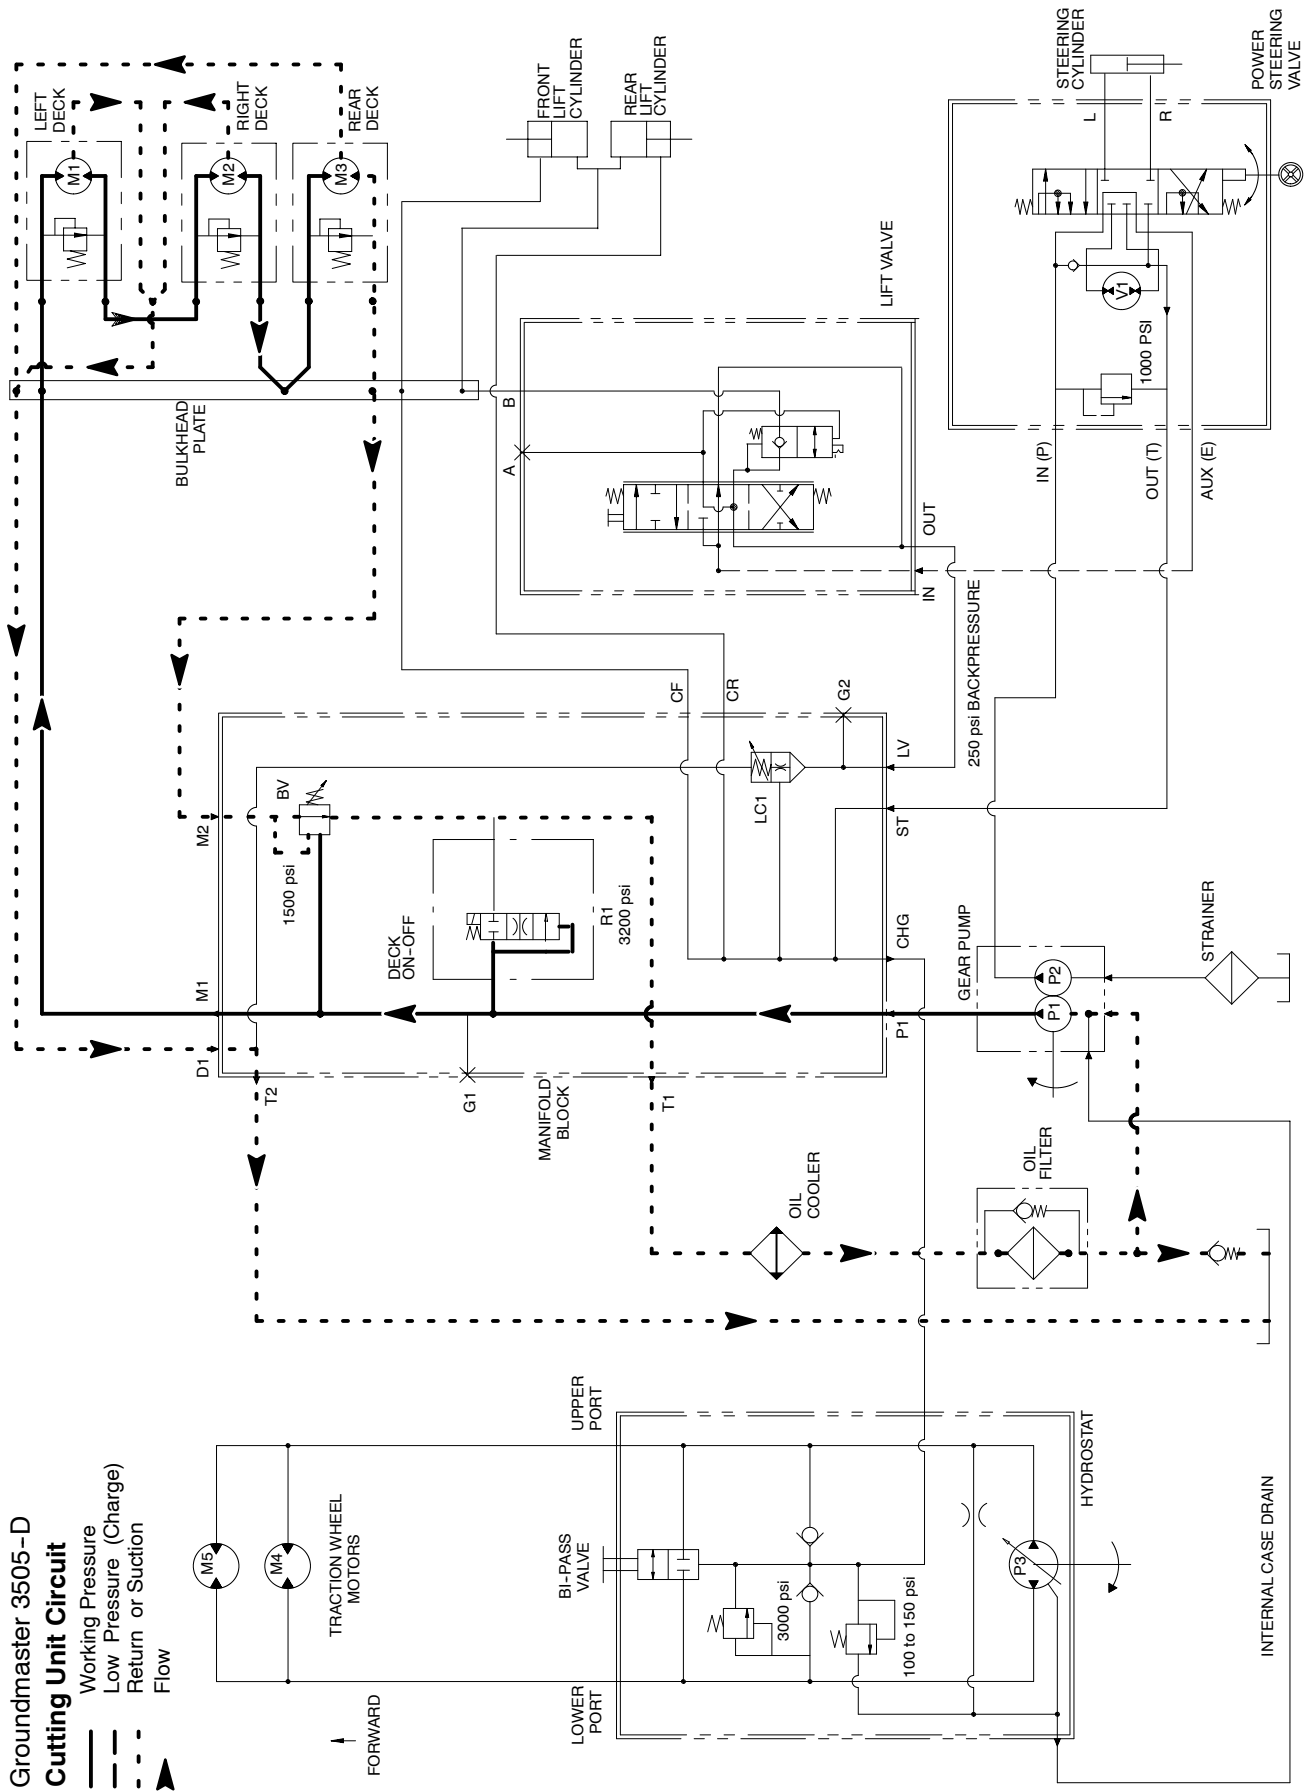 Groundmaster 3505-D
Cutting Unit Circuit
Working Pressure
Low Pressure (Charge)
Return or Suction
Flow
FORWARD
M5
M4
TRACTION WHEEL
MOTORS
LOWER
PORT
UPPER
PORT
BI-PASS
VALVE
3000 psi
100 to 150 psi
P3
HYDROSTAT
INTERNAL CASE DRAIN
OIL
COOLER
OIL
FILTER
D1
T2
M1
M2
BV
1500 psi
DECK
ON-OFF
R1
3200 psi
G1
MANIFOLD
BLOCK
T1
LC1
G2
CF
CR
P1
CHG
ST
LV
GEAR PUMP
P1
P2
STRAINER
250 psi BACKPRESSURE
BULKHEAD
PLATE
LEFT
DECK
M1
RIGHT
DECK
M2
REAR
DECK
M3
FRONT
LIFT
CYLINDER
REAR
LIFT
CYLINDER
A
B
LIFT VALVE
IN
OUT
IN (P)
OUT (T)
AUX (E)
1000 PSI
V1
L
R
STEERING
CYLINDER
POWER
STEERING
VALVE